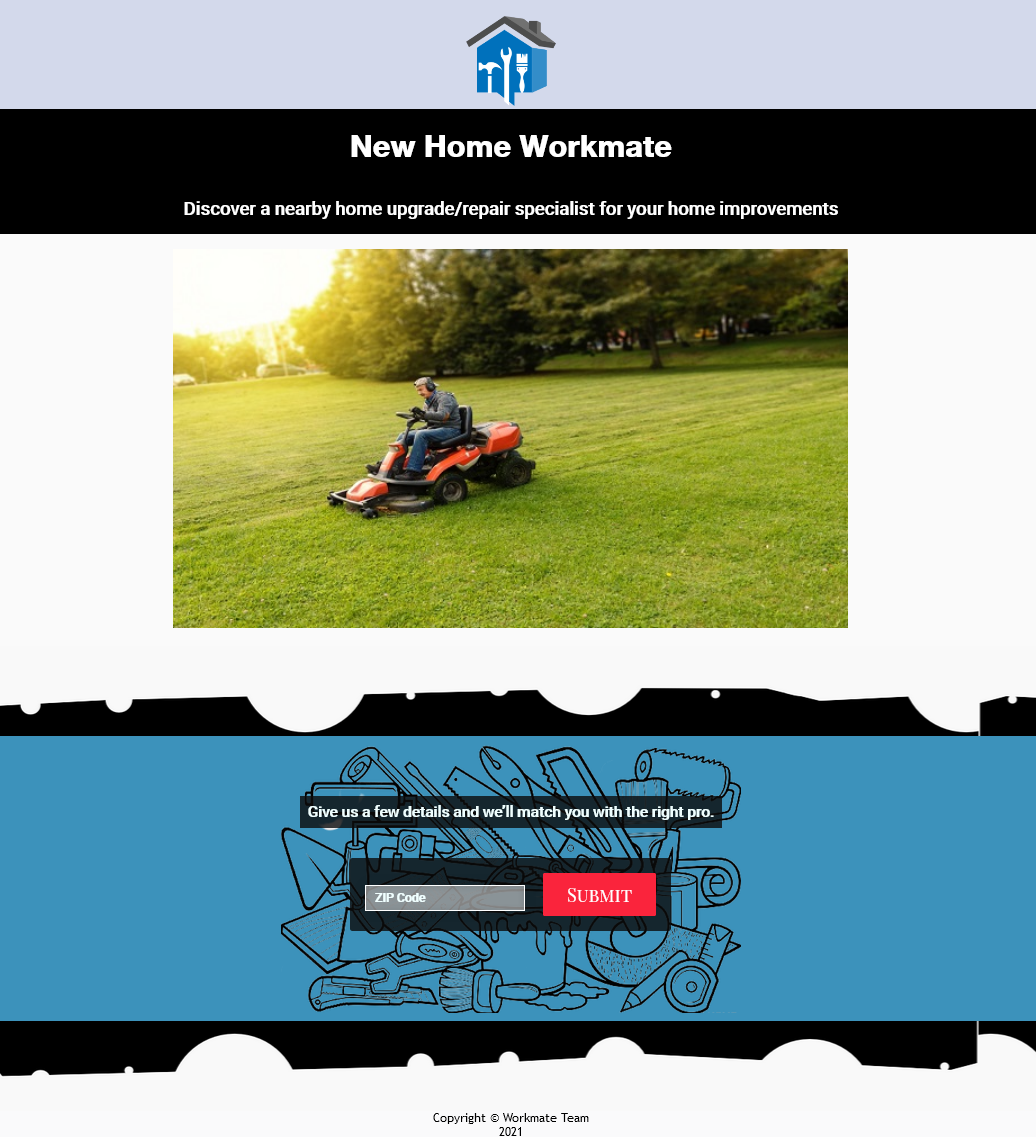 New Home Workmate
Discover a nearby home upgrade/repair specialist for your home improvements
Give us a few details and we'll match you with the right pro.
ZIP Code
Submit
Copyright © Workmate Team
2021